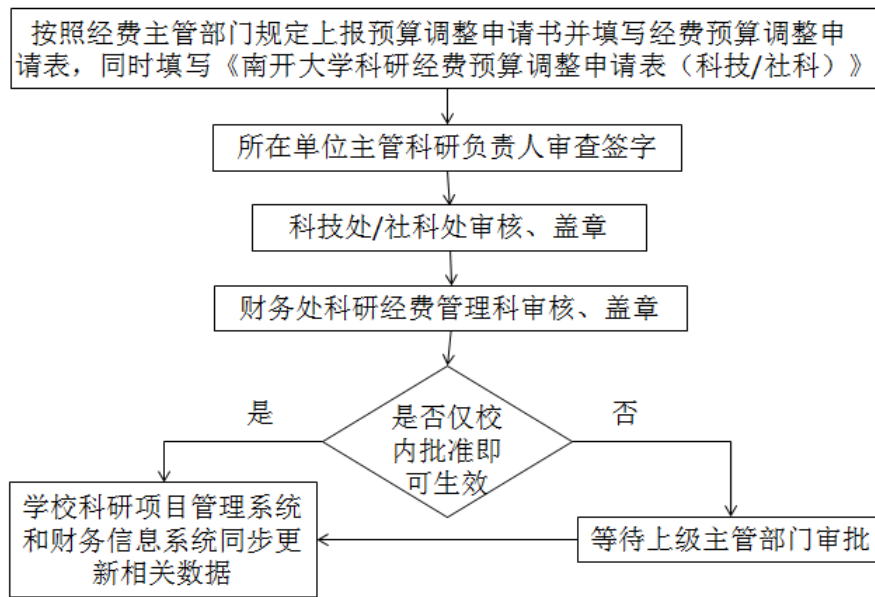 按照经费主管部门规定上报预算调整申请书并填写经费预算调整申
请表，同时填写《南开大学科研经费预算调整申请表（科技/社科）》
所在单位主管科研负责人审查签字
科技处/社科处审核、盖章
财务处科研经费管理科审核、盖章
是否仅校
内批准即
可生效
是
否
学校科研项目管理系统
和财务信息系统同步更
新相关数据
等待上级主管部门审批